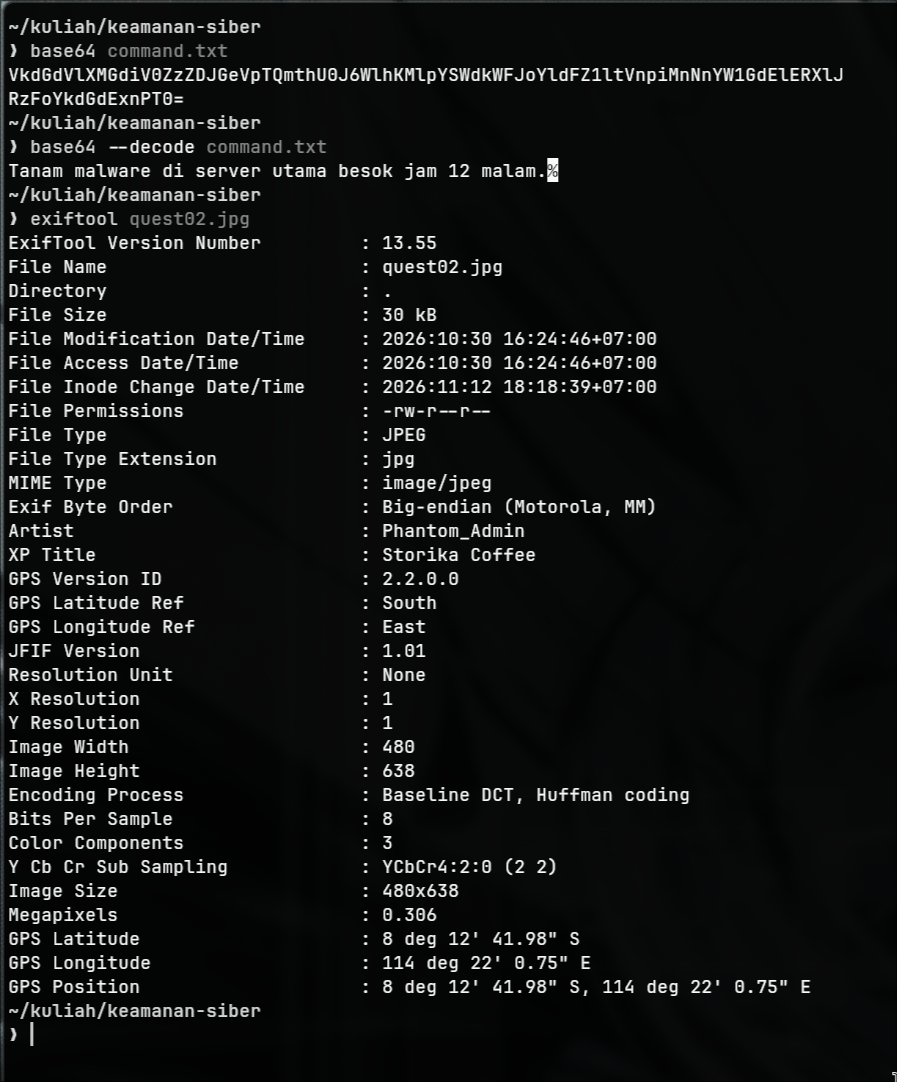 ~/kuliah/keamanan-siber
❯ base64 command.txt
VkdGdVlXMGdiV0ZzZDJGeVpTQmthU0J6WlhKMlpYSWdkWFJoYldFZ1ltVnpiMnNnYW1GdElERXlJ
RzFoYkdGdExnPT0=
~/kuliah/keamanan-siber
❯ base64 --decode command.txt
Tanam malware di server utama besok jam 12 malam.%
~/kuliah/keamanan-siber
❯ exiftool quest02.jpg
ExifTool Version Number : 13.55
File Name : quest02.jpg
Directory : .
File Size : 30 kB
File Modification Date/Time : 2026:10:30 16:24:46+07:00
File Access Date/Time : 2026:10:30 16:24:46+07:00
File Inode Change Date/Time : 2026:11:12 18:18:39+07:00
File Permissions : -rw-r--r--
File Type : JPEG
File Type Extension : jpg
MIME Type : image/jpeg
Exif Byte Order : Big-endian (Motorola, MM)
Artist : Phantom_Admin
XP Title : Storika Coffee
GPS Version ID : 2.2.0.0
GPS Latitude Ref : South
GPS Longitude Ref : East
JFIF Version : 1.01
Resolution Unit : None
X Resolution : 1
Y Resolution : 1
Image Width : 480
Image Height : 638
Encoding Process : Baseline DCT, Huffman coding
Bits Per Sample : 8
Color Components : 3
Y Cb Cr Sub Sampling : YCbCr4:2:0 (2 2)
Image Size : 480x638
Megapixels : 0.306
GPS Latitude : 8 deg 12' 41.98" S
GPS Longitude : 114 deg 22' 0.75" E
GPS Position : 8 deg 12' 41.98" S, 114 deg 22' 0.75" E
~/kuliah/keamanan-siber
❯